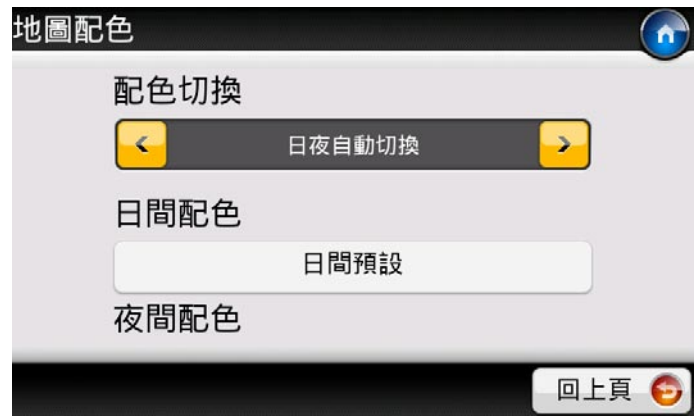 地圖配色
配色切換
日夜自動切換
日間配色
日間預設
夜間配色
回上頁